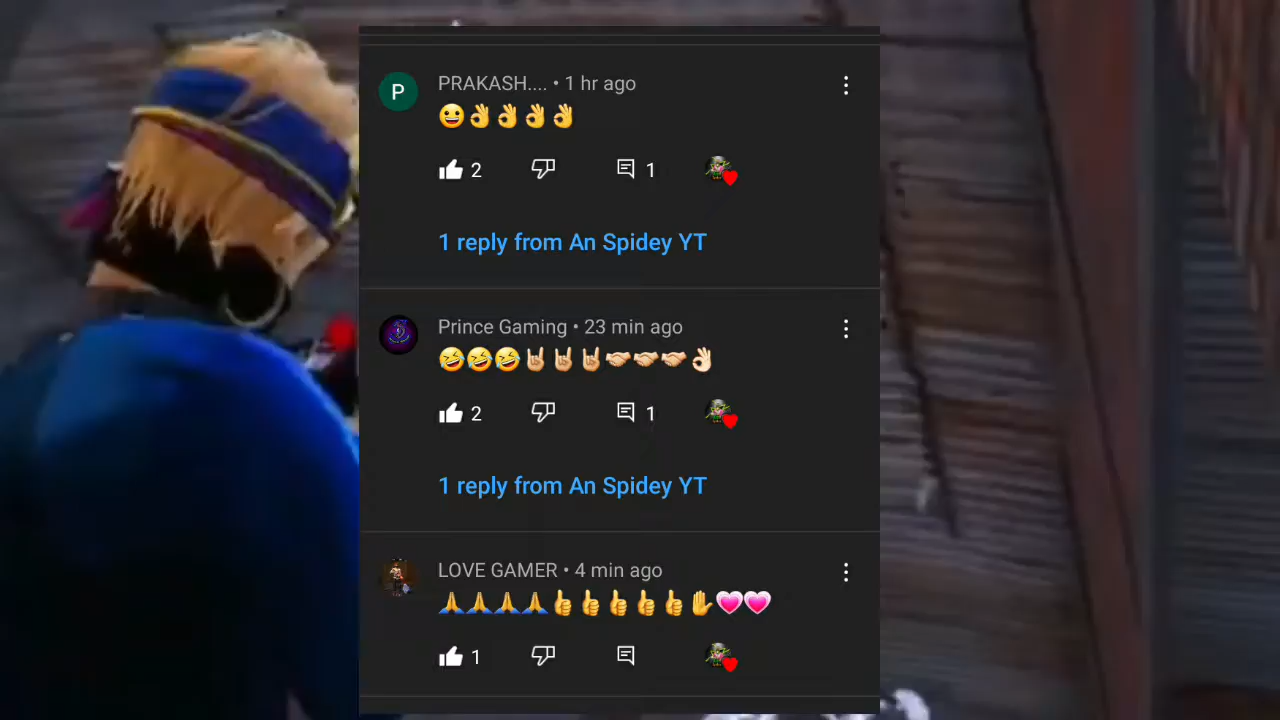 P
PRAKASH.... • 1 hr ago
😀👌👌👌👌
2
1
1 reply from An Spidey YT
Prince Gaming • 23 min ago
🤣🤣🤣🤘🏼🤘🏼🤘🏼🤝🏻🤝🏻🤝🏻👌🏻
2
1
1 reply from An Spidey YT
LOVE GAMER • 4 min ago
🙏🙏🙏🙏👍👍👍👍👍✋💗💗
1